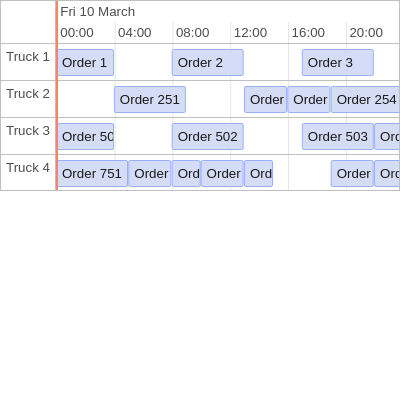 Fri 10 March
00:00 04:00 08:00 12:00 16:00 20:00
Truck 1 Order 1 Order 2 Order 3
Truck 2 Order 251 Order Order Order 254
Truck 3 Order 50 Order 502 Order 503 Ord
Truck 4 Order 751 Order Ord Order Ord Order Ord